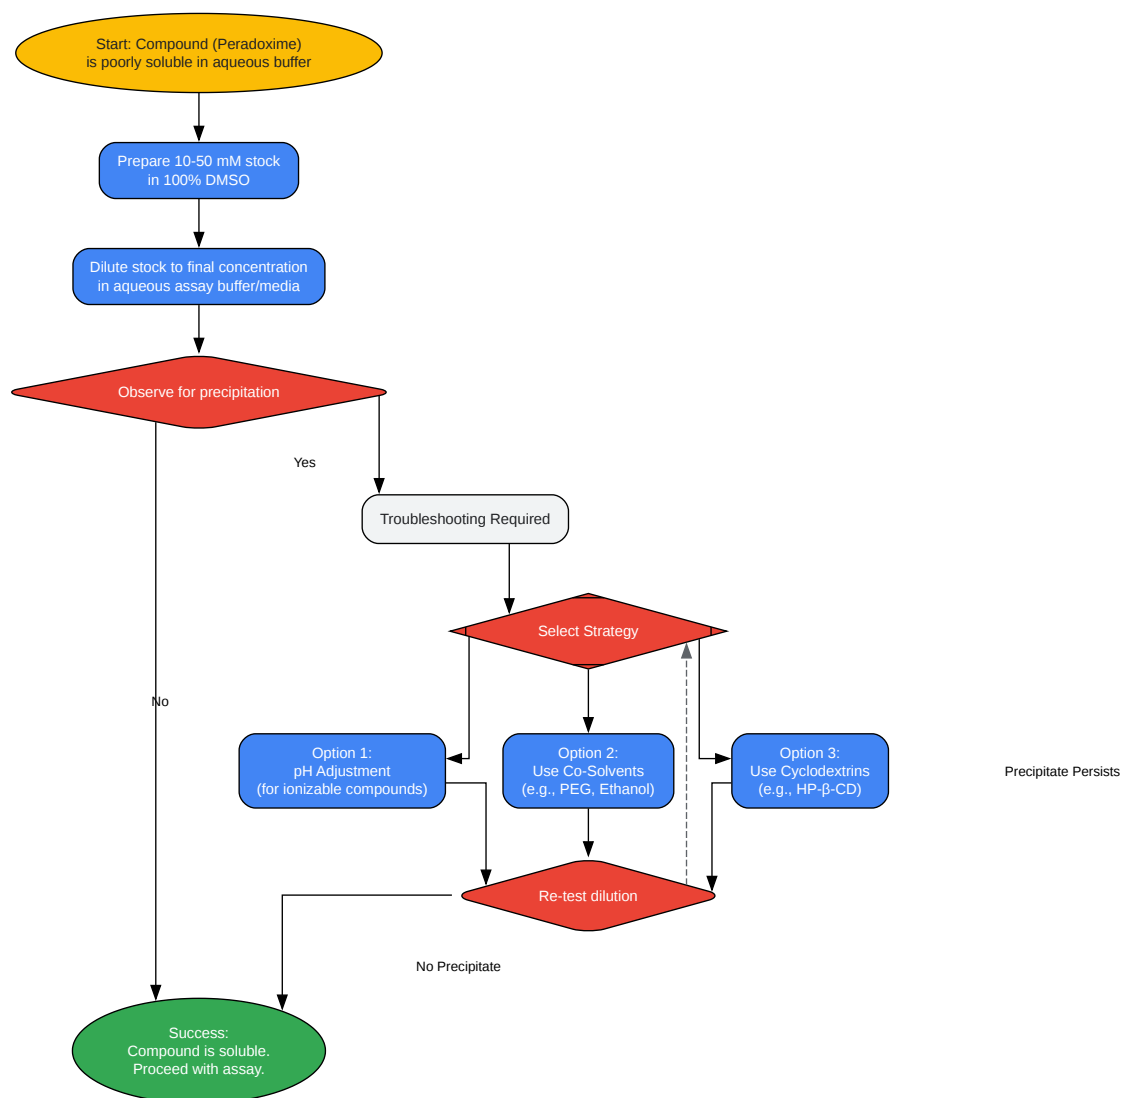 Start: Compound (Peradoxime)
is poorly soluble in aqueous buffer
Prepare 10-50 mM stock
in 100% DMSO
Dilute stock to final concentration
in aqueous assay buffer/media
Observe for precipitation
Yes
Troubleshooting Required
Select Strategy
No
Option 1:
pH Adjustment
(for ionizable compounds)
Option 2:
Use Co-Solvents
(e.g., PEG, Ethanol)
Option 3:
Use Cyclodextrins
(e.g., HP-β-CD)
Precipitate Persists
Re-test dilution
No Precipitate
Success:
Compound is soluble.
Proceed with assay.